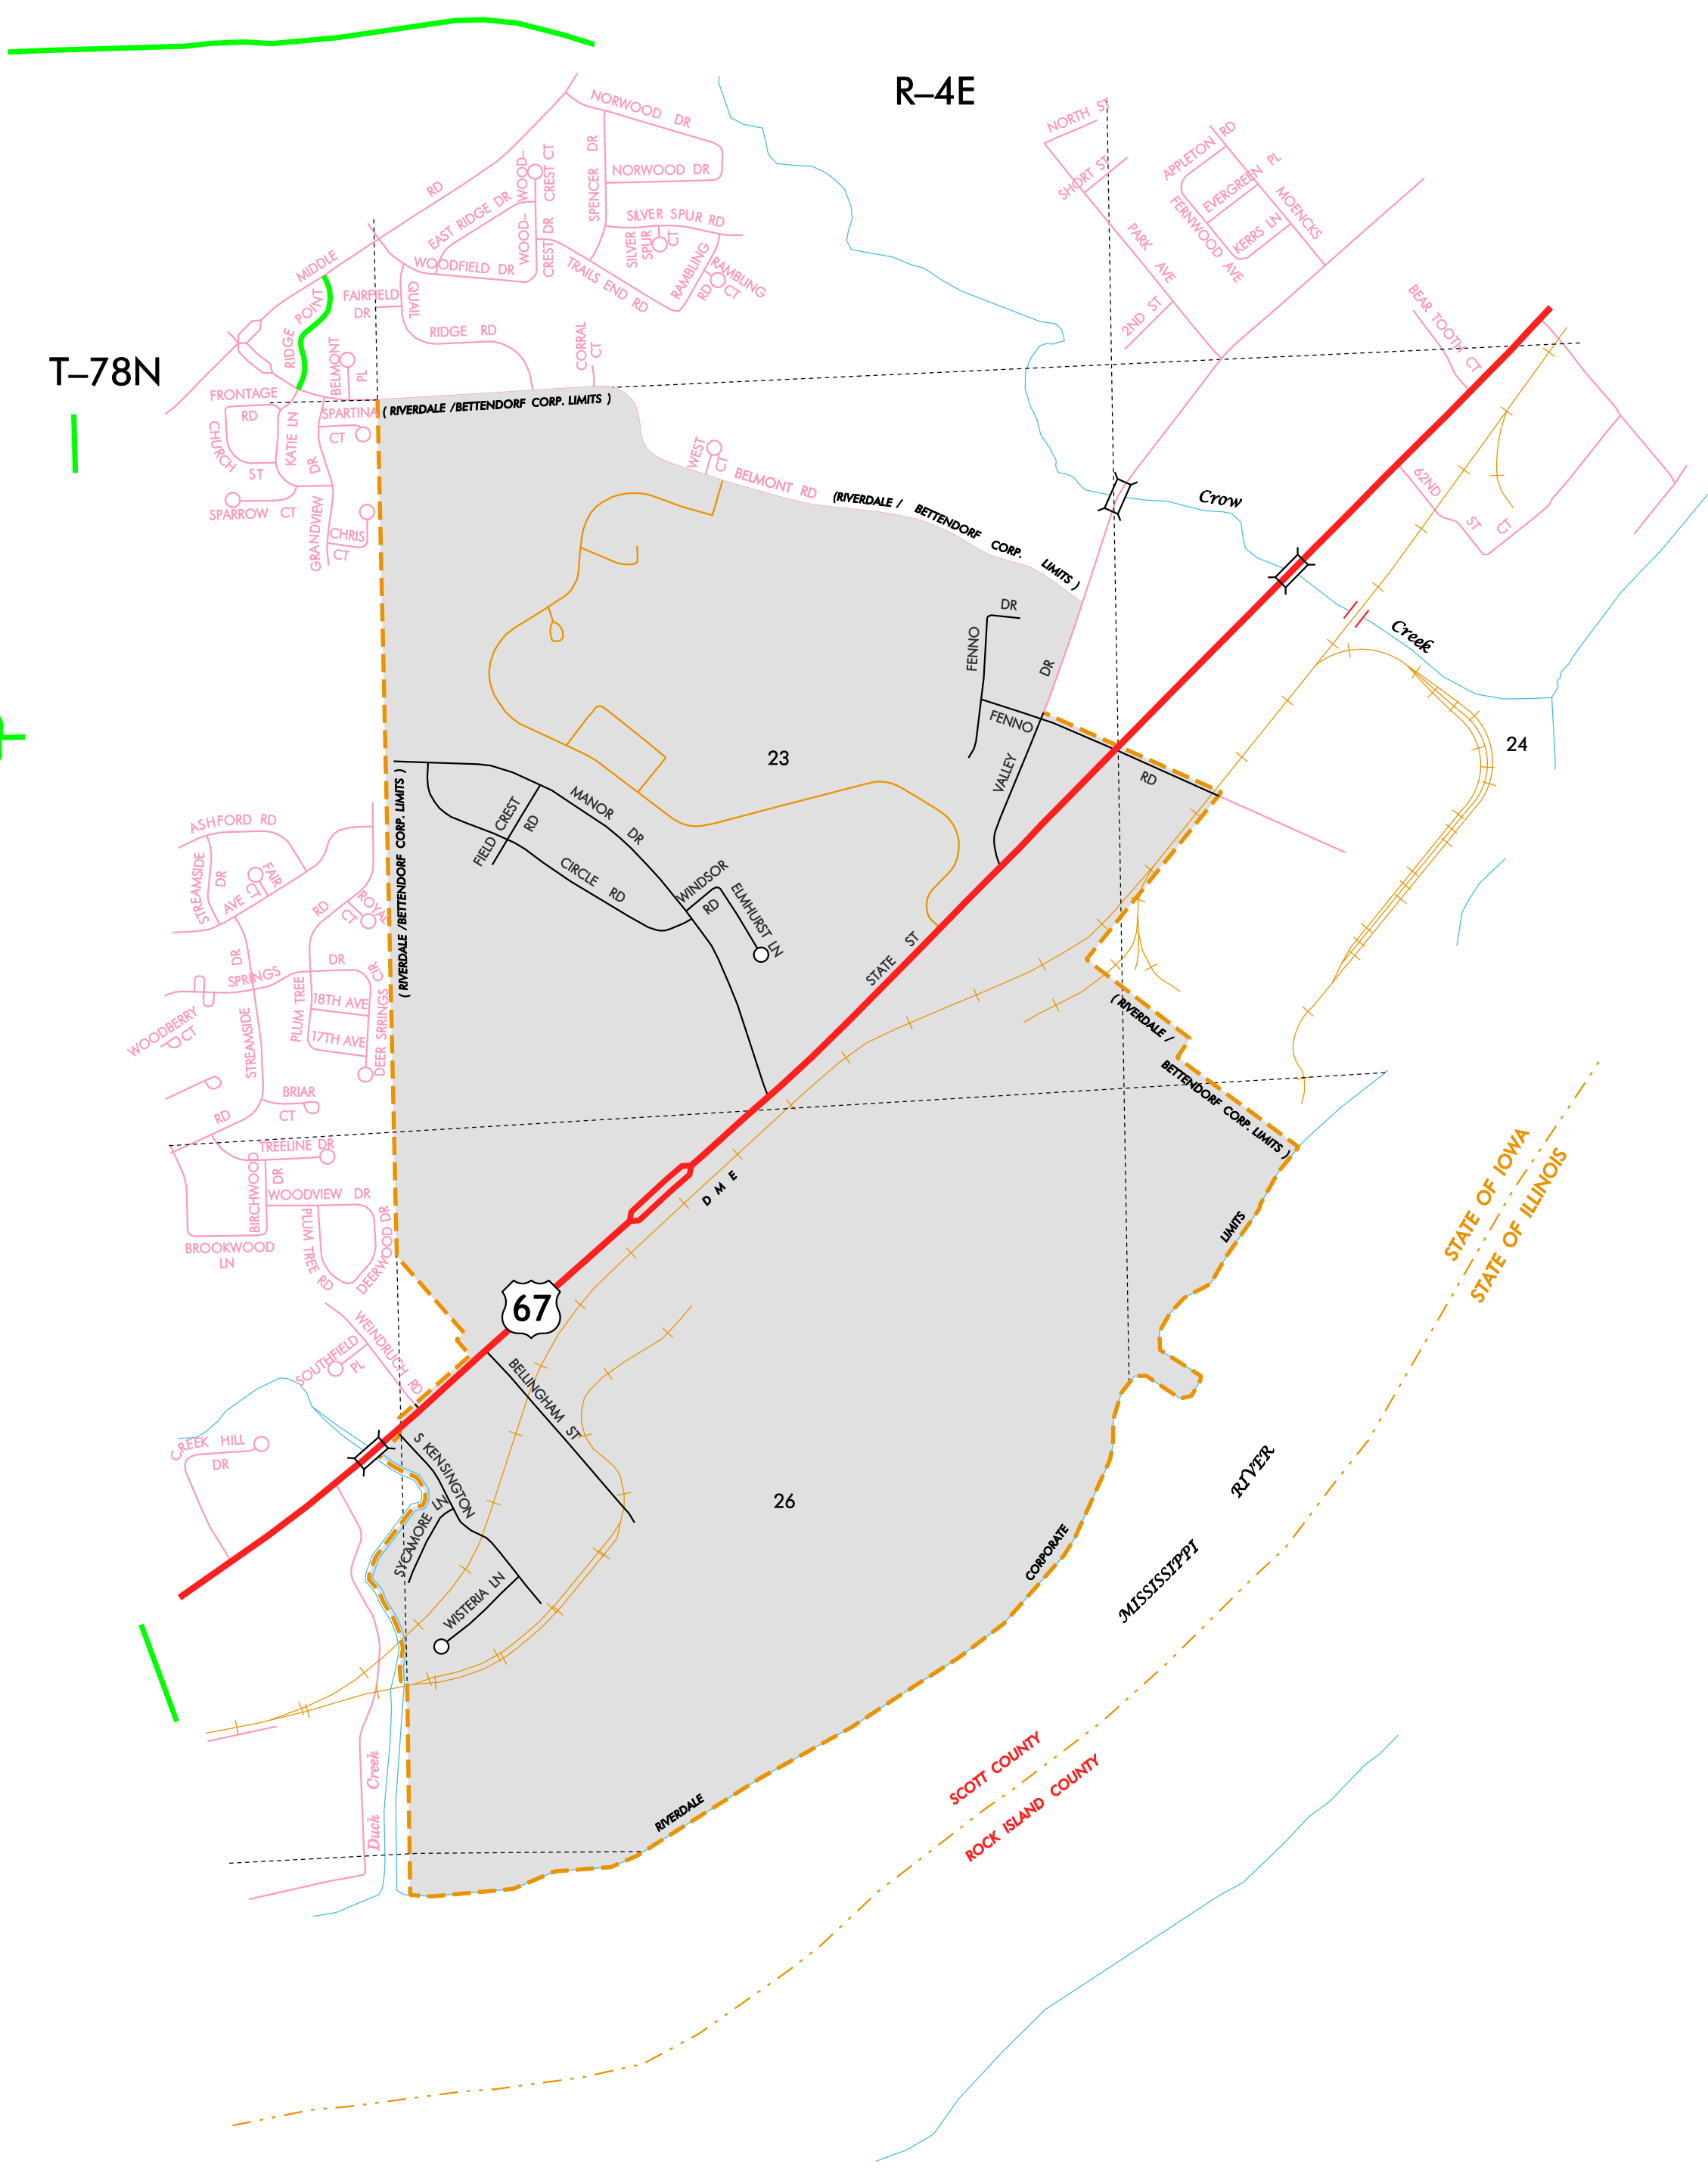 R–4E
T–78N
NORTH ST
SHORT ST
APPLETON RD
EVERGREEN PL
MOENCKS
FERNWOOD AVE
KERRS LN
PARK AVE
2ND ST
BEAR TOOTH CT
62ND ST CT
NORWOOD DR
NORWOOD DR
SPENCER DR
WOOD–CREST CT
EAST RIDGE DR
WOOD–CREST DR
SILVER SPUR RD
SILVER SPUR CT
WOODFIELD DR
TRAILS END RD
RAMBLING RD
RAMBLING CT
MIDDLE RD
RIDGE POINT
FAIRFIELD DR
QUAIL RIDGE RD
CORRAL CT
BELMONT PL
FRONTAGE RD
SPARTINA CT
CHURCH ST
KATIE LN
GRANDVIEW DR
SPARROW CT
CHRIS CT
( RIVERDALE /BETTENDORF CORP. LIMITS )
WEST CT
BELMONT RD
(RIVERDALE / BETTENDORF CORP. LIMITS )
Crow
Creek
FENNO DR
DR
FENNO RD
VALLEY
23
24
( RIVERDALE /BETTENDORF CORP. LIMITS )
MANOR DR
FIELD CREST RD
CIRCLE RD
WINDSOR RD
ELMHURST LN
STATE ST
ASHFORD RD
STREAMSIDE DR
FAIR CT
AVE
ROYAL CT
RD
DR
SPRINGS DR
CIR
PLUM TREE
18TH AVE
17TH AVE
DEER SRINGS
WOODBERRY CT
STREAMSIDE
BRIAR CT
RD
TREELINE DR
BIRCHWOOD DR
WOODVIEW DR
PLUM TREE RD
DEERWOOD DR
BROOKWOOD LN
( RIVERDALE /
BETTENDORF CORP. LIMITS )
D M E
67
WEINDRUCH RD
SOUTHFIELD PL
BELLINGHAM ST
CREEK HILL DR
S KENSINGTON
SYCAMORE LN
WISTERIA LN
26
Duck Creek
RIVERDALE
CORPORATE
LIMITS
MISSISSIPPI RIVER
STATE OF IOWA
STATE OF ILLINOIS
SCOTT COUNTY
ROCK ISLAND COUNTY